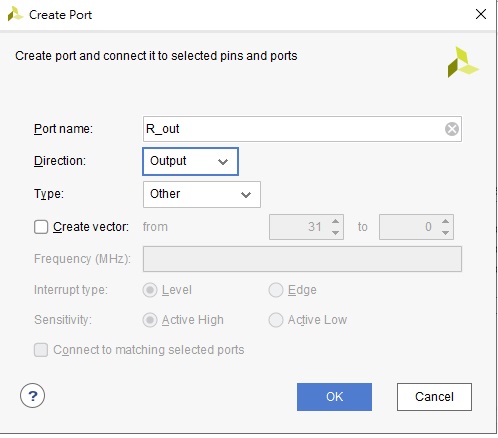 Create Port
Create port and connect it to selected pins and ports
Port name: R_out
Direction: Output
Type: Other
Create vector: from 31 to 0
Frequency (MHz):
Interrupt type: Level Edge
Sensitivity: Active High Active Low
Connect to matching selected ports
? OK Cancel